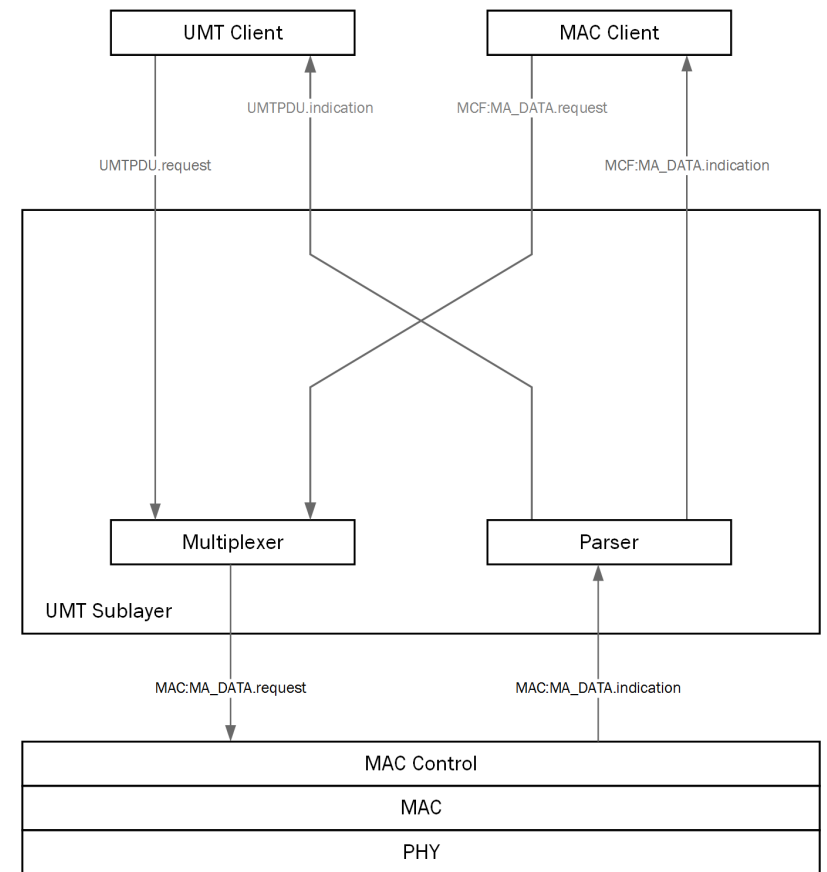 UMT Client
MAC Client
UMTPDU.indication
MCF:MA_DATA.request
UMTPDU.request
MCF:MA_DATA.indication
Multiplexer
Parser
UMT Sublayer
MAC:MA_DATA.request
MAC:MA_DATA.indication
MAC Control
MAC
PHY